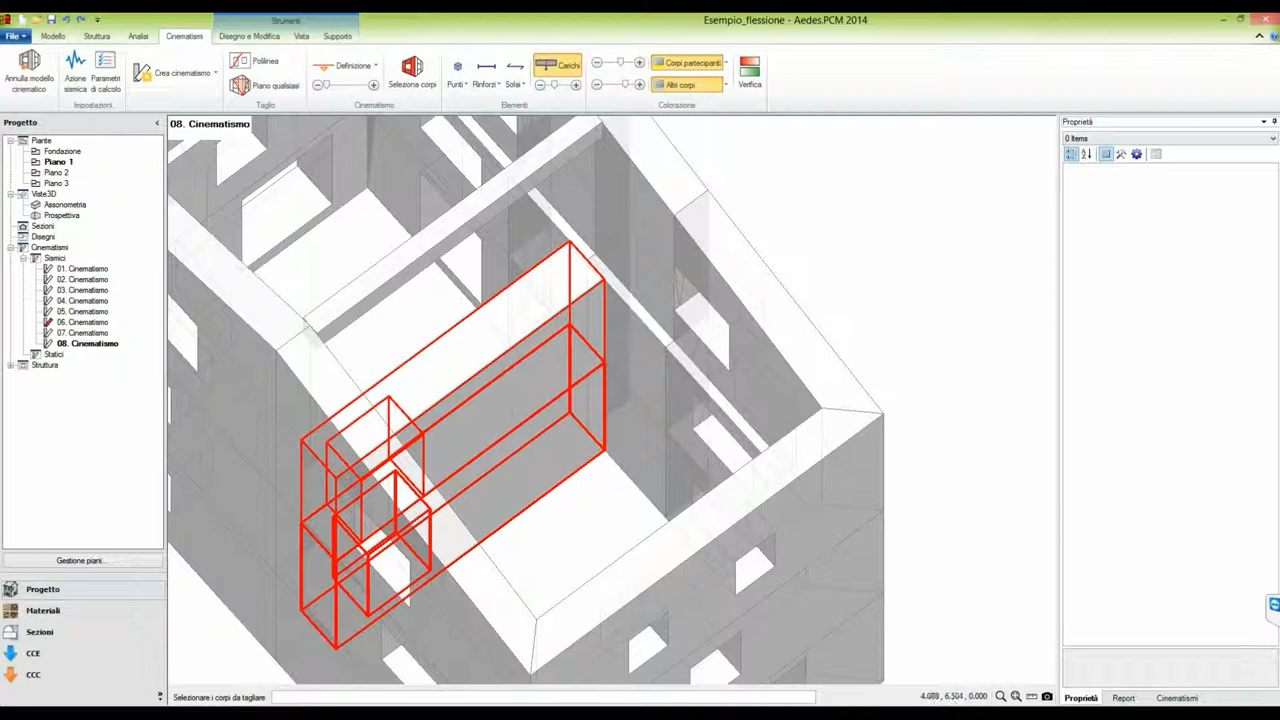 Strumenti
Esempio_flessione - Aedes.PCM 2014
File
Modello
Struttura
Analisi
Cinematismi
Disegno e Modifica
Vista
Supporto
Annulla modello cinematico
Azione sismica
Parametri di calcolo
Crea cinematismo
Polilinea
Piano qualsiasi
Definizione
Seleziona corpi
Punti
Rinforzi
Solai
Carichi
Corpi partecipanti
Altri corpi
Verifica
Impostazioni
Taglio
Cinematismo
Elementi
Colorazione
Progetto
08. Cinematismo
Proprietà
0 Items
Piante
Fondazione
Piano 1
Piano 2
Piano 3
Viste3D
Assonometria
Prospettiva
Sezioni
Disegni
Cinematismi
Sismici
01. Cinematismo
02. Cinematismo
03. Cinematismo
04. Cinematismo
05. Cinematismo
06. Cinematismo
07. Cinematismo
08. Cinematismo
Statici
Struttura
Gestione piani...
Progetto
Materiali
Sezioni
CCE
CCC
Selezionare i corpi da tagliare
4.078 , 6.504 , 0.000
Proprietà
Report
Cinematismi